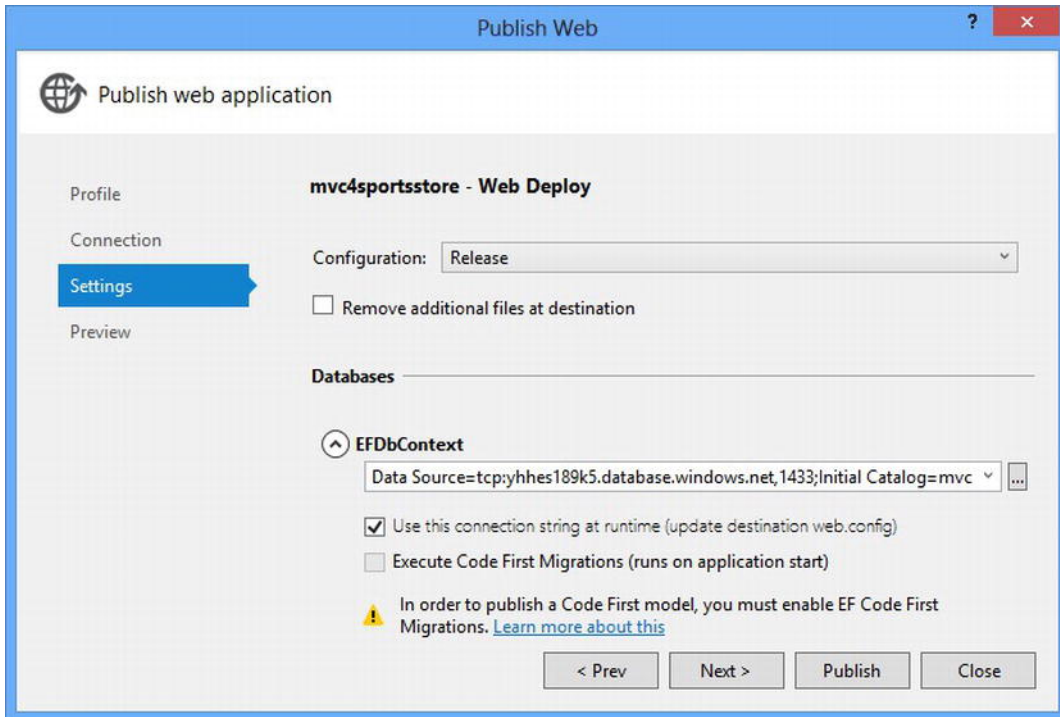 Publish Web
?
Publish web application
Profile
Connection
Settings
Preview
mvc4sportsstore - Web Deploy
Configuration: Release
Remove additional files at destination
Databases
EFDbContext
Data Source=tcp:yhhes189k5.database.windows.net,1433;Initial Catalog=mvc
...
Use this connection string at runtime (update destination web.config)
Execute Code First Migrations (runs on application start)
In order to publish a Code First model, you must enable EF Code First
Migrations. Learn more about this
< Prev
Next >
Publish
Close